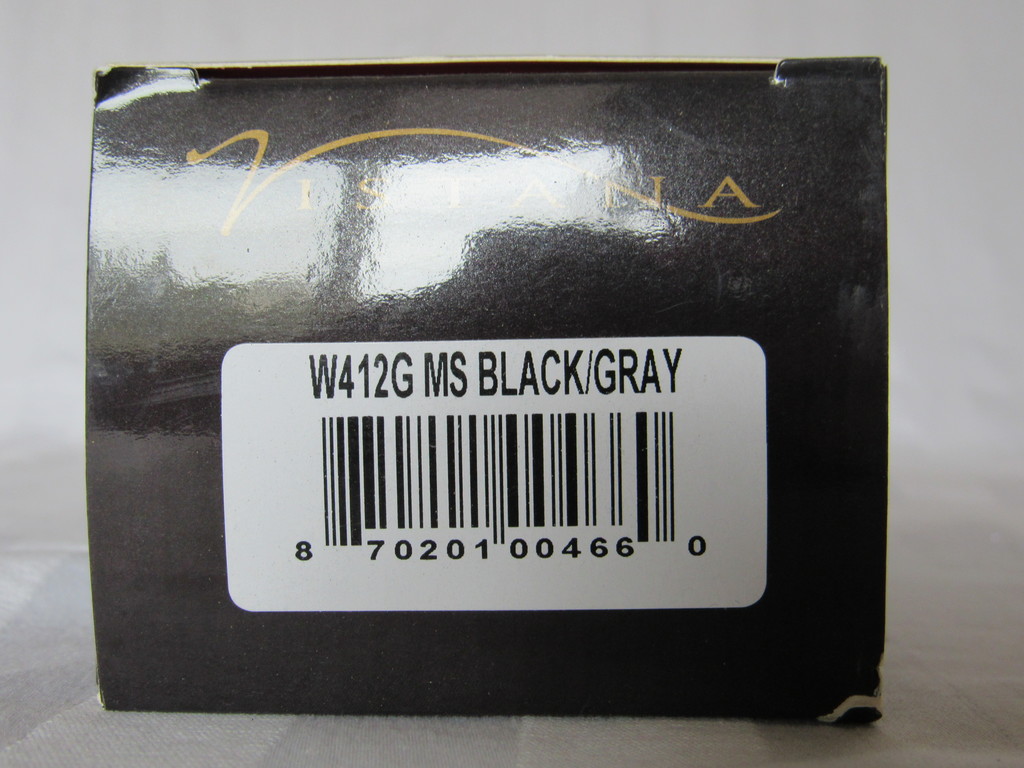 VISTANA
W412G MS BLACK/GRAY
8 70201 00466 0